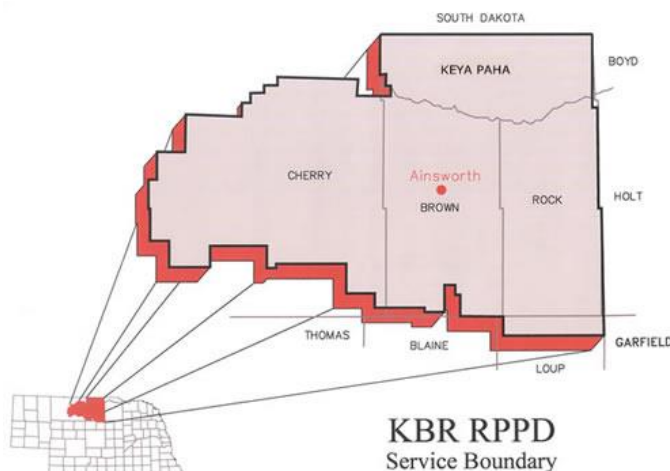 SOUTH DAKOTA
BOYD
KEYA PAHA
CHERRY
Ainsworth
BROWN
ROCK
HOLT
THOMAS
BLAINE
GARFIELD
LOUP
KBR RPPD
Service Boundary